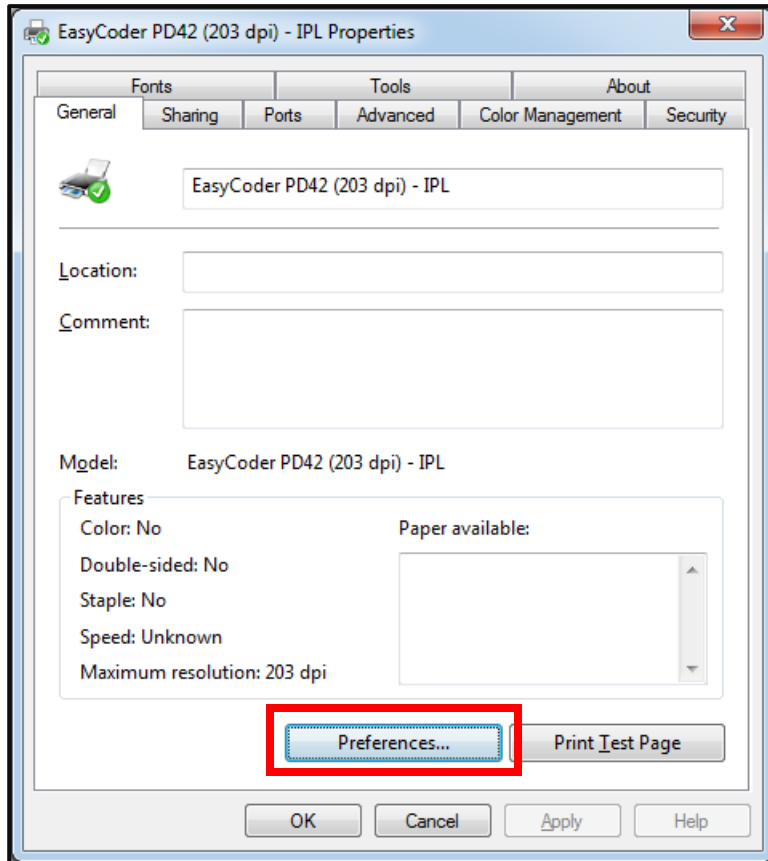 EasyCoder PD42 (203 dpi) - IPL Properties
Fonts Tools About
General Sharing Ports Advanced Color Management Security
EasyCoder PD42 (203 dpi) - IPL
Location:
Comment:
Model: EasyCoder PD42 (203 dpi) - IPL
Features
Color: No Paper available:
Double-sided: No
Staple: No
Speed: Unknown
Maximum resolution: 203 dpi
Preferences... Print Test Page
OK Cancel Apply Help